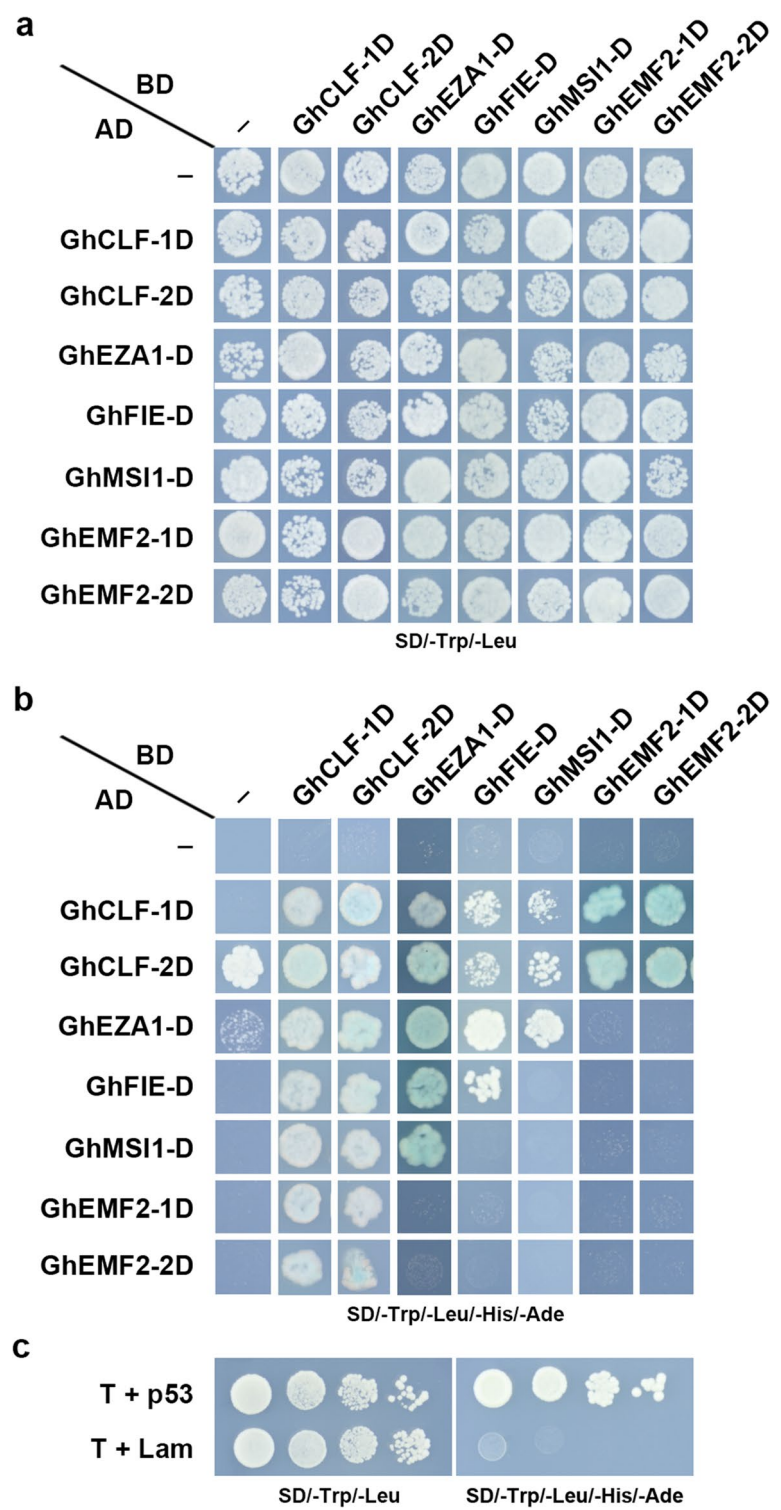 a
BD
AD
– GhCLF-1D GhCLF-2D GhEZA1-D GhFIE-D GhMSI1-D GhEMF2-1D GhEMF2-2D
–
GhCLF-1D
GhCLF-2D
GhEZA1-D
GhFIE-D
GhMSI1-D
GhEMF2-1D
GhEMF2-2D
SD/-Trp/-Leu
b
BD
AD
– GhCLF-1D GhCLF-2D GhEZA1-D GhFIE-D GhMSI1-D GhEMF2-1D GhEMF2-2D
–
GhCLF-1D
GhCLF-2D
GhEZA1-D
GhFIE-D
GhMSI1-D
GhEMF2-1D
GhEMF2-2D
SD/-Trp/-Leu/-His/-Ade
c
T + p53
T + Lam
SD/-Trp/-Leu SD/-Trp/-Leu/-His/-Ade